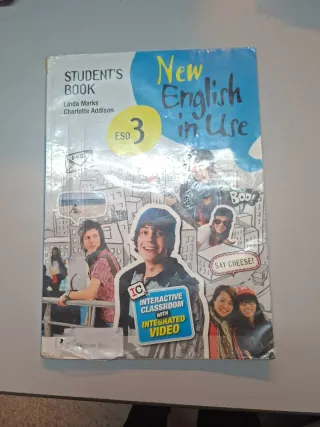 STUDENT'S
BOOK
Linda Marks
Charlotte Addison
New
English
in Use
ESO 3
BOO!
SAY CHEESE!
IC
INTERACTIVE
CLASSROOM
WITH
INTEGRATED
VIDEO